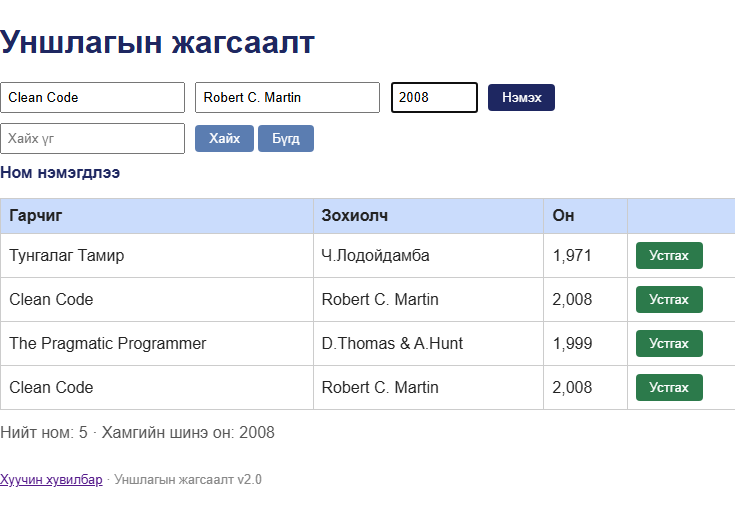 Уншлагын жагсаалт
Clean Code Robert C. Martin 2008 Нэмэх
Хайх үг Хайх Бүгд
Ном нэмэгдлээ
Гарчиг Зохиолч Он
Тунгалаг Тамир Ч.Лодойдамба 1,971 Устгах
Clean Code Robert C. Martin 2,008 Устгах
The Pragmatic Programmer D.Thomas & A.Hunt 1,999 Устгах
Clean Code Robert C. Martin 2,008 Устгах
Нийт ном: 5 · Хамгийн шинэ он: 2008
Хуучин хувилбар · Уншлагын жагсаалт v2.0